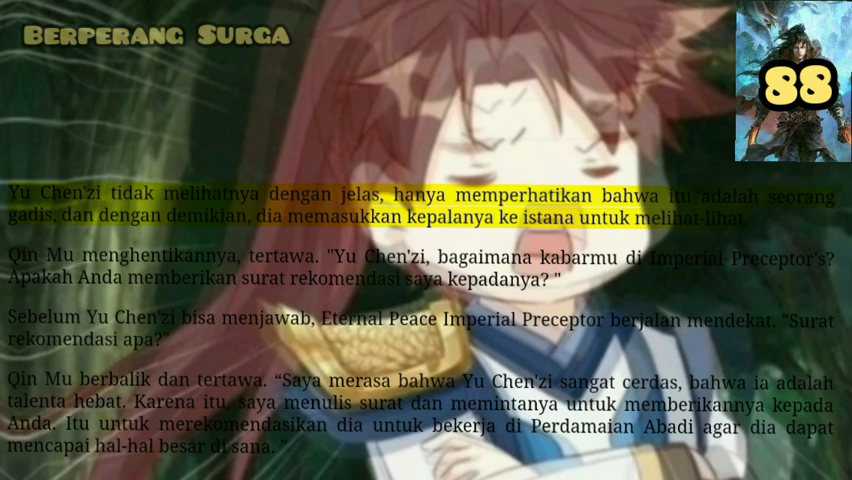 Berperang Surga
88
Yu Chen'zi tidak melihatnya dengan jelas, hanya memperhatikan bahwa itu adalah seorang
gadis, dan dengan demikian, dia memasukkan kepalanya ke istana untuk melihat-lihat.
Qin Mu menghentikannya, tertawa. "Yu Chen'zi, bagaimana kabarmu di Imperial Preceptor's?
Apakah Anda memberikan surat rekomendasi saya kepadanya? "
Sebelum Yu Chen'zi bisa menjawab, Eternal Peace Imperial Preceptor berjalan mendekat. "Surat
rekomendasi apa?"
Qin Mu berbalik dan tertawa. “Saya merasa bahwa Yu Chen'zi sangat cerdas, bahwa ia adalah
talenta hebat. Karena itu, saya menulis surat dan memintanya untuk memberikannya kepada
Anda. Itu untuk merekomendasikan dia untuk bekerja di Perdamaian Abadi agar dia dapat
mencapai hal-hal besar di sana. ”